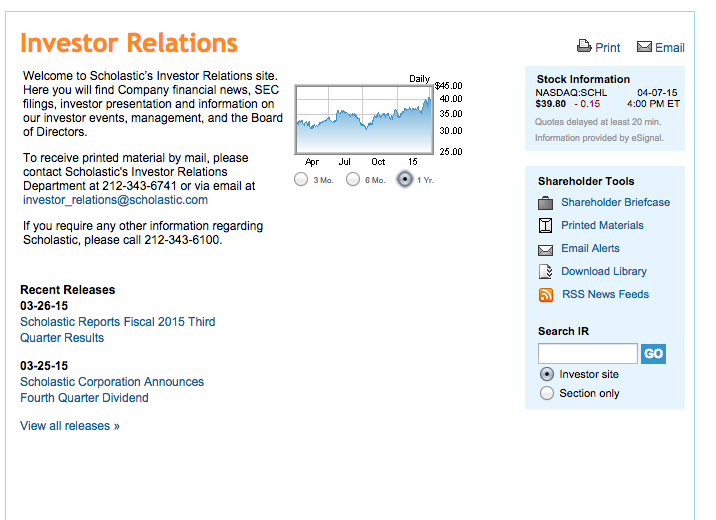 Investor Relations
Print Email
Welcome to Scholastic's Investor Relations site.
Here you will find Company financial news, SEC
filings, investor presentation and information on
our investor events, management, and the Board
of Directors.
To receive printed material by mail, please
contact Scholastic's Investor Relations
Department at 212-343-6741 or via email at
investor_relations@scholastic.com
If you require any other information regarding
Scholastic, please call 212-343-6100.
Daily
$45.00
40.00
35.00
30.00
25.00
Apr Jul Oct 15
3 Mo. 6 Mo. 1 Yr.
Stock Information
NASDAQ:SCHL 04-07-15
$39.80 - 0.15 4:00 PM ET
Quotes delayed at least 20 min.
Information provided by eSignal.
Shareholder Tools
Shareholder Briefcase
Printed Materials
Email Alerts
Download Library
RSS News Feeds
Search IR
GO
Investor site
Section only
Recent Releases
03-26-15
Scholastic Reports Fiscal 2015 Third
Quarter Results
03-25-15
Scholastic Corporation Announces
Fourth Quarter Dividend
View all releases »